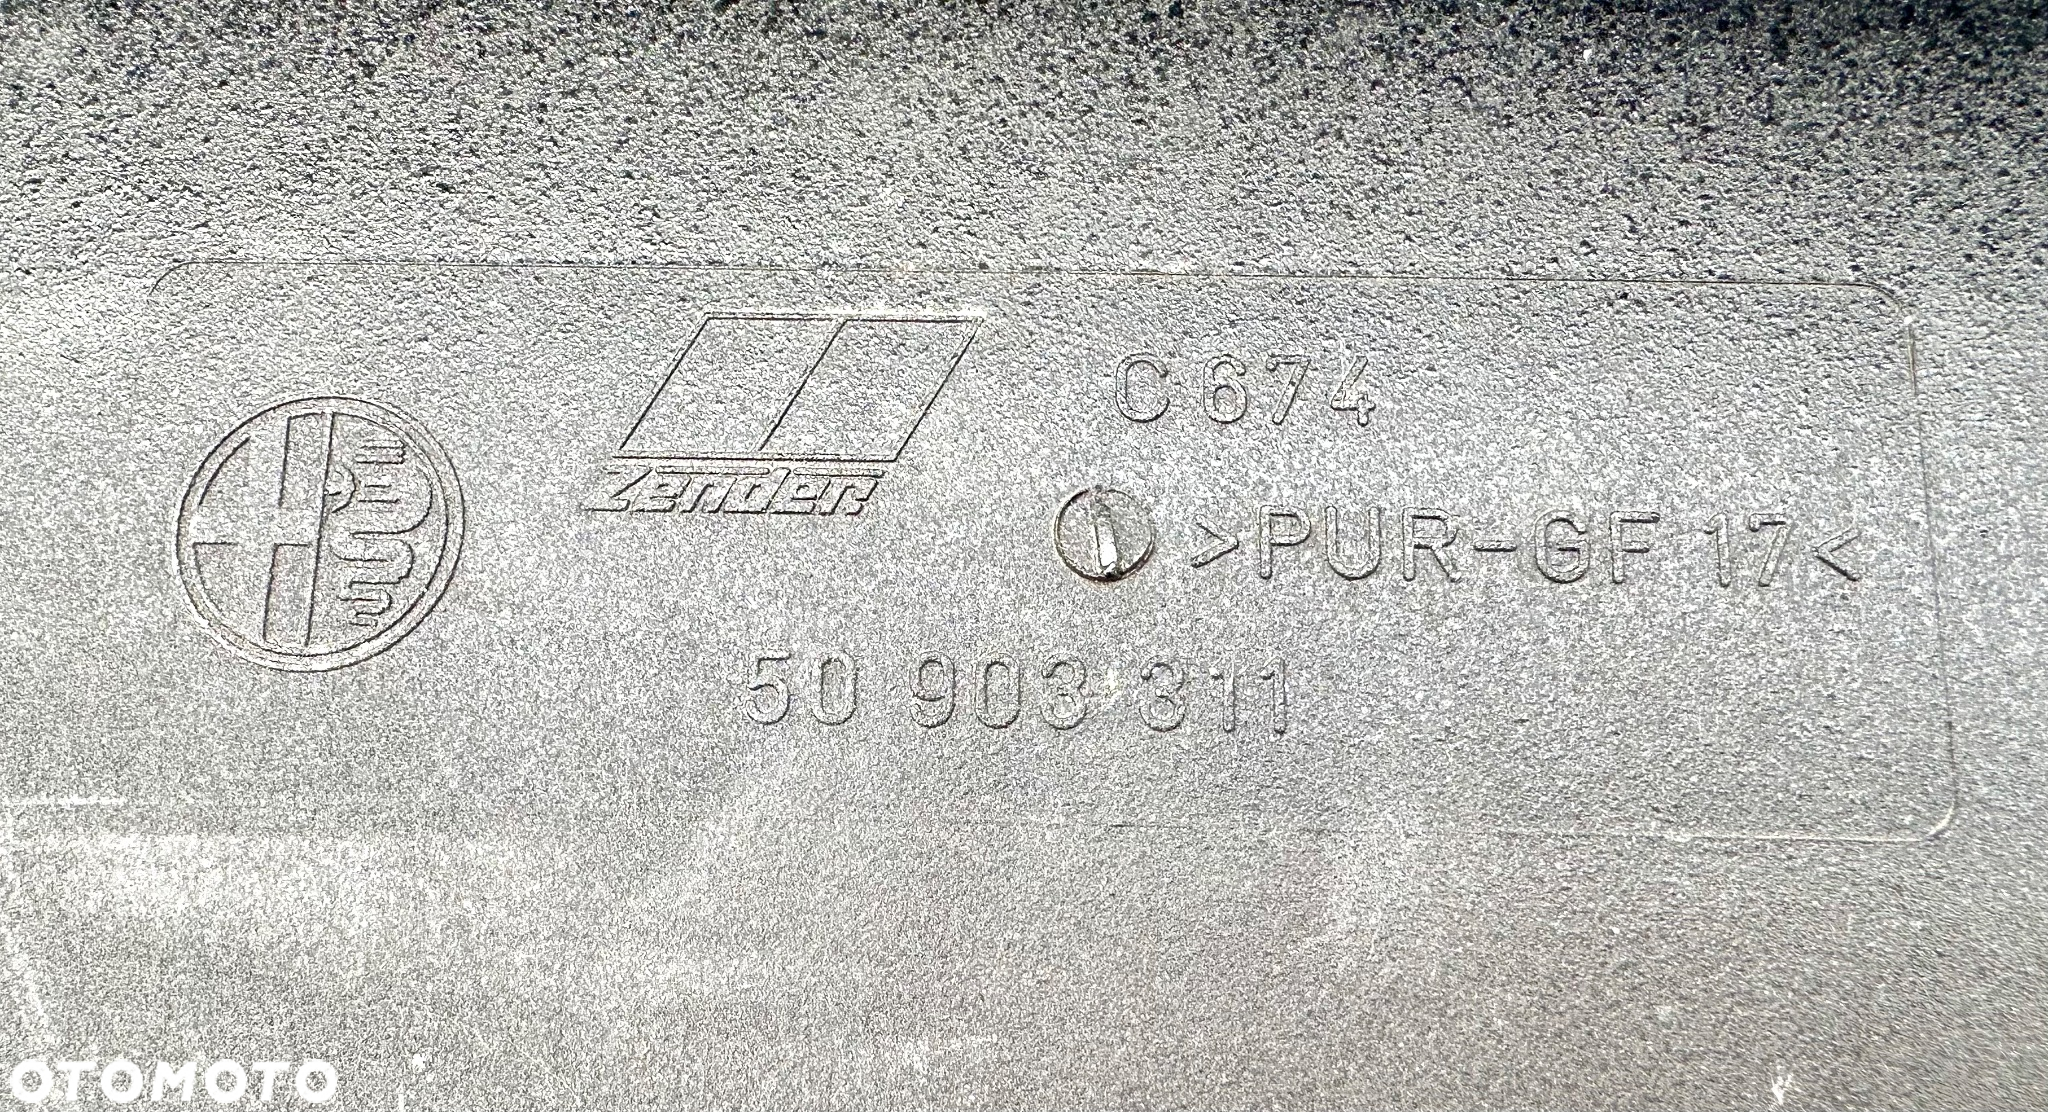 C 674
Zender
>PUR-GF 17<
50 903 311
OTOMOTO